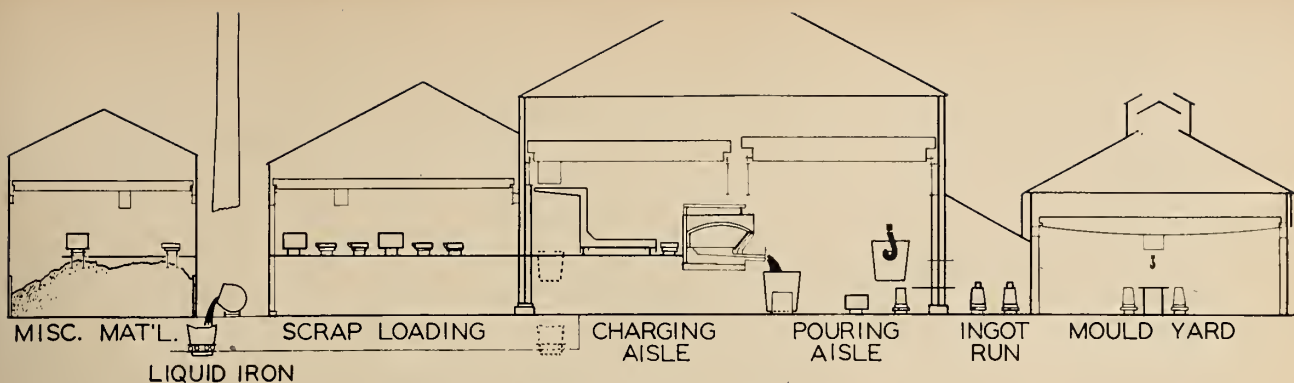 MISC. MAT'L.
LIQUID IRON
SCRAP LOADING
CHARGING
AISLE
POURING
AISLE
INGOT
RUN
MOULD YARD